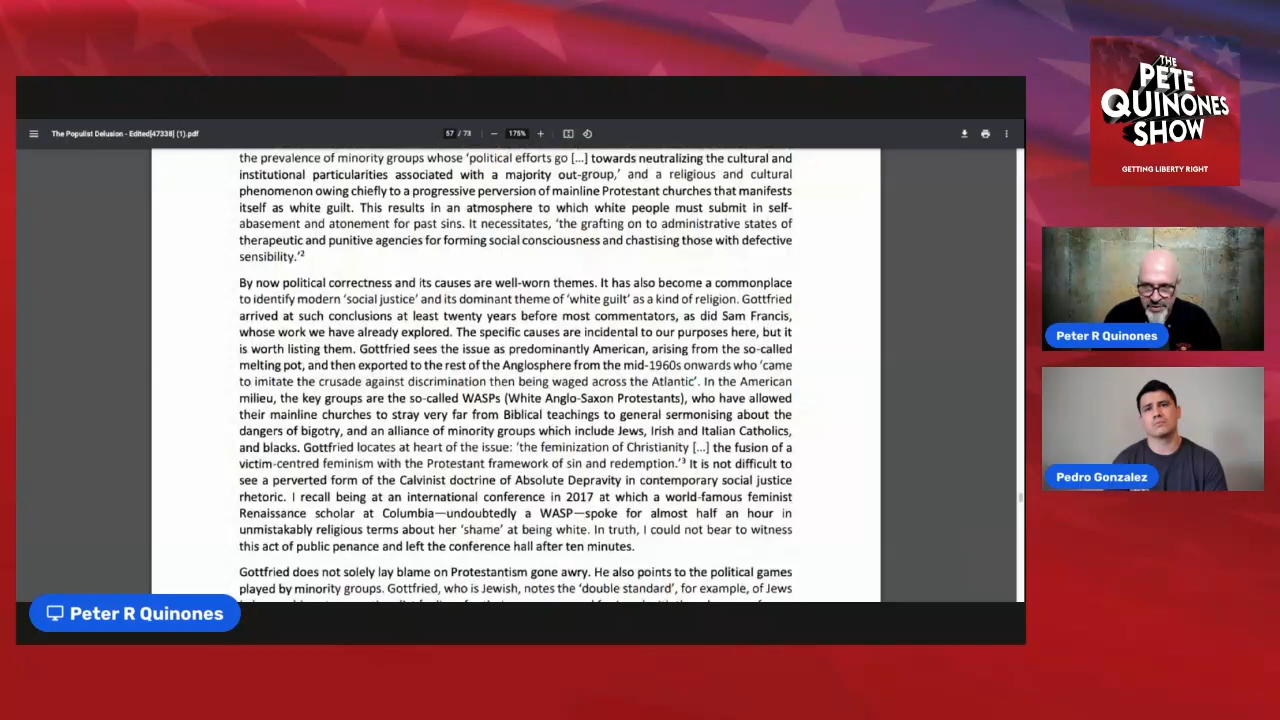 The Populist Delusion - Edited[47338] (1).pdf
57 / 73
175%
the prevalence of minority groups whose ‘political efforts go [...] towards neutralizing the cultural and
institutional particularities associated with a majority out-group,’ and a religious and cultural
phenomenon owing chiefly to a progressive perversion of mainline Protestant churches that manifests
itself as white guilt. This results in an atmosphere to which white people must submit in self-
abasement and atonement for past sins. It necessitates, ‘the grafting on to administrative states of
therapeutic and punitive agencies for forming social consciousness and chastising those with defective
sensibility.’2
By now political correctness and its causes are well-worn themes. It has also become a commonplace
to identify modern ‘social justice’ and its dominant theme of ‘white guilt’ as a kind of religion. Gottfried
arrived at such conclusions at least twenty years before most commentators, as did Sam Francis,
whose work we have already explored. The specific causes are incidental to our purposes here, but it
is worth listing them. Gottfried sees the issue as predominantly American, arising from the so-called
melting pot, and then exported to the rest of the Anglosphere from the mid-1960s onwards who ‘came
to imitate the crusade against discrimination then being waged across the Atlantic’. In the American
milieu, the key groups are the so-called WASPs (White Anglo-Saxon Protestants), who have allowed
their mainline churches to stray very far from Biblical teachings to general sermonising about the
dangers of bigotry, and an alliance of minority groups which include Jews, Irish and Italian Catholics,
and blacks. Gottfried locates at heart of the issue: ‘the feminization of Christianity [...] the fusion of a
victim-centred feminism with the Protestant framework of sin and redemption.’3 It is not difficult to
see a perverted form of the Calvinist doctrine of Absolute Depravity in contemporary social justice
rhetoric. I recall being at an international conference in 2017 at which a world-famous feminist
Renaissance scholar at Columbia—undoubtedly a WASP—spoke for almost half an hour in
unmistakably religious terms about her ‘shame’ at being white. In truth, I could not bear to witness
this act of public penance and left the conference hall after ten minutes.
Gottfried does not solely lay blame on Protestantism gone awry. He also points to the political games
played by minority groups. Gottfried, who is Jewish, notes the ‘double standard’, for example, of Jews
Peter R Quinones
THE
PETE
QUINONES
SHOW
GETTING LIBERTY RIGHT
Peter R Quinones
Pedro Gonzalez